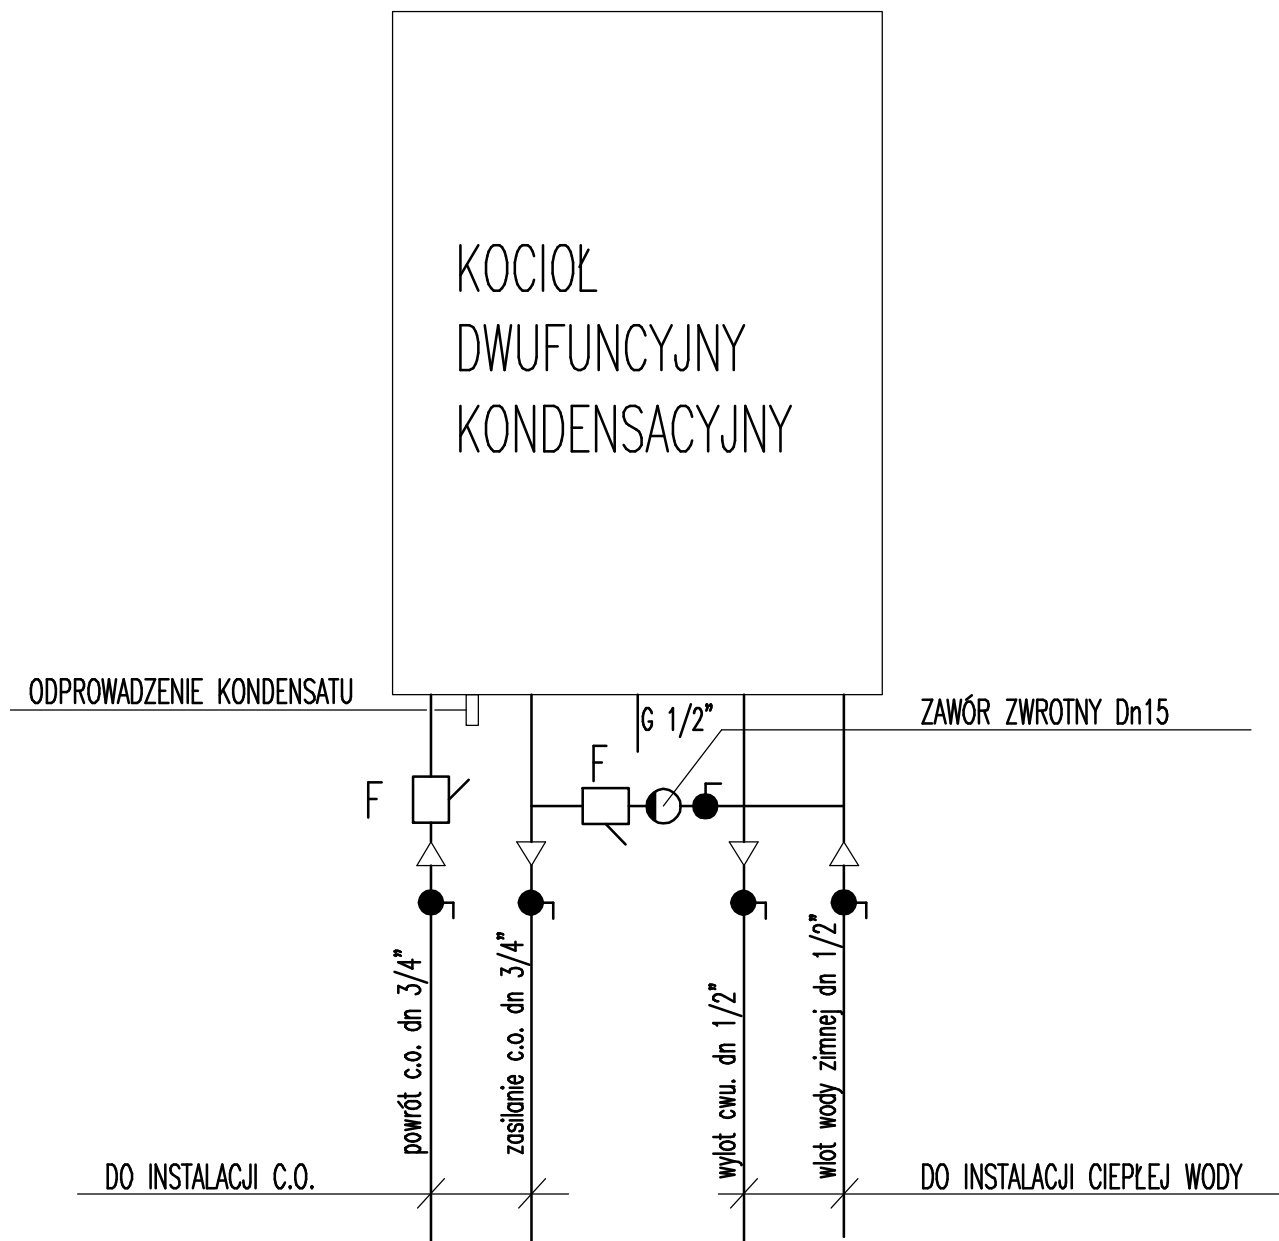 KOCIOŁ
DWUFUNCYJNY
KONDENSACYJNY
ODPROWADZENIE KONDENSATU
G 1/2"
ZAWÓR ZWROTNY Dn15
F
F
powrót c.o. dn 3/4"
zasilanie c.o. dn 3/4"
wylot cwu. dn 1/2"
wlot wody zimnej dn 1/2"
DO INSTALACJI C.O.
DO INSTALACJI CIEPŁEJ WODY